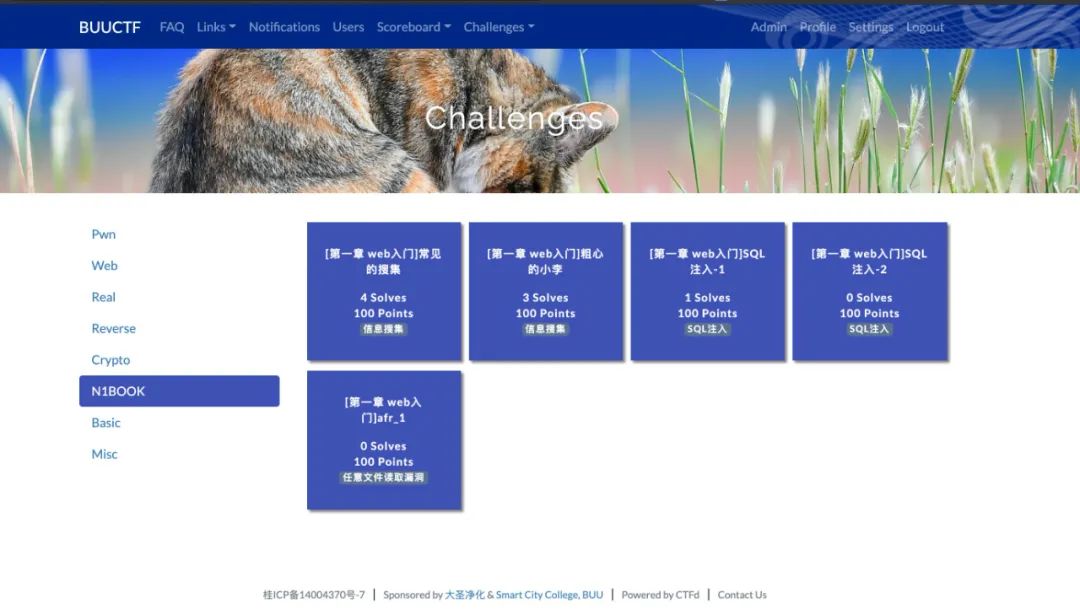 BUUCTF FAQ Links Notifications Users Scoreboard Challenges Admin Profile Settings Logout
Challenges
Pwn
Web
Real
Reverse
Crypto
N1BOOK
Basic
Misc
[第一章 web入门]常见
的搜集
4 Solves
100 Points
信息搜集
[第一章 web入门]粗心
的小李
3 Solves
100 Points
信息搜集
[第一章 web入门]SQL
注入-1
1 Solves
100 Points
SQL注入
[第一章 web入门]SQL
注入-2
0 Solves
100 Points
SQL注入
[第一章 web入
门]afr_1
0 Solves
100 Points
任意文件读取漏洞
桂ICP备14004370号-7 | Sponsored by 大圣净化 & Smart City College, BUU | Powered by CTFd | Contact Us